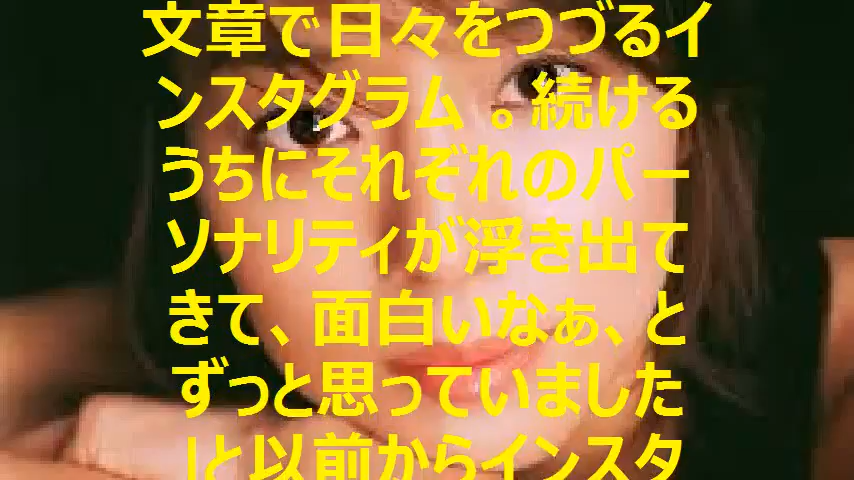 文章で日々をつづるイ
ンスタグラム 。続ける
うちにそれぞれのパー
ソナリティが浮き出て
きて、面白いなぁ、と
ずっと思っていました
」と以前からインスタ